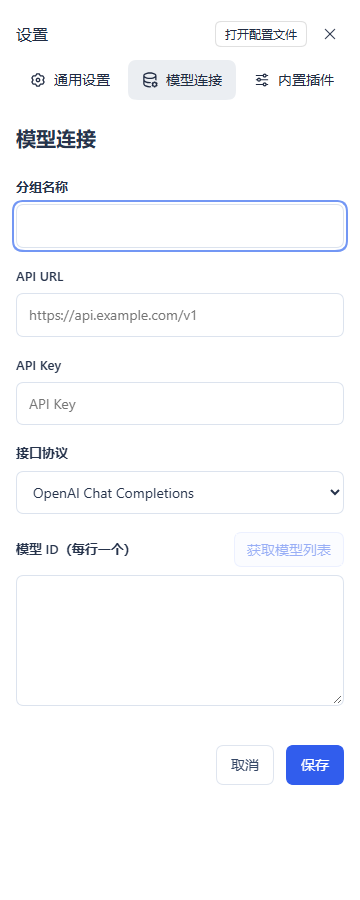 设置
打开配置文件
通用设置
模型连接
内置插件
模型连接
分组名称
API URL
https://api.example.com/v1
API Key
API Key
接口协议
OpenAI Chat Completions
模型 ID（每行一个）
获取模型列表
取消
保存